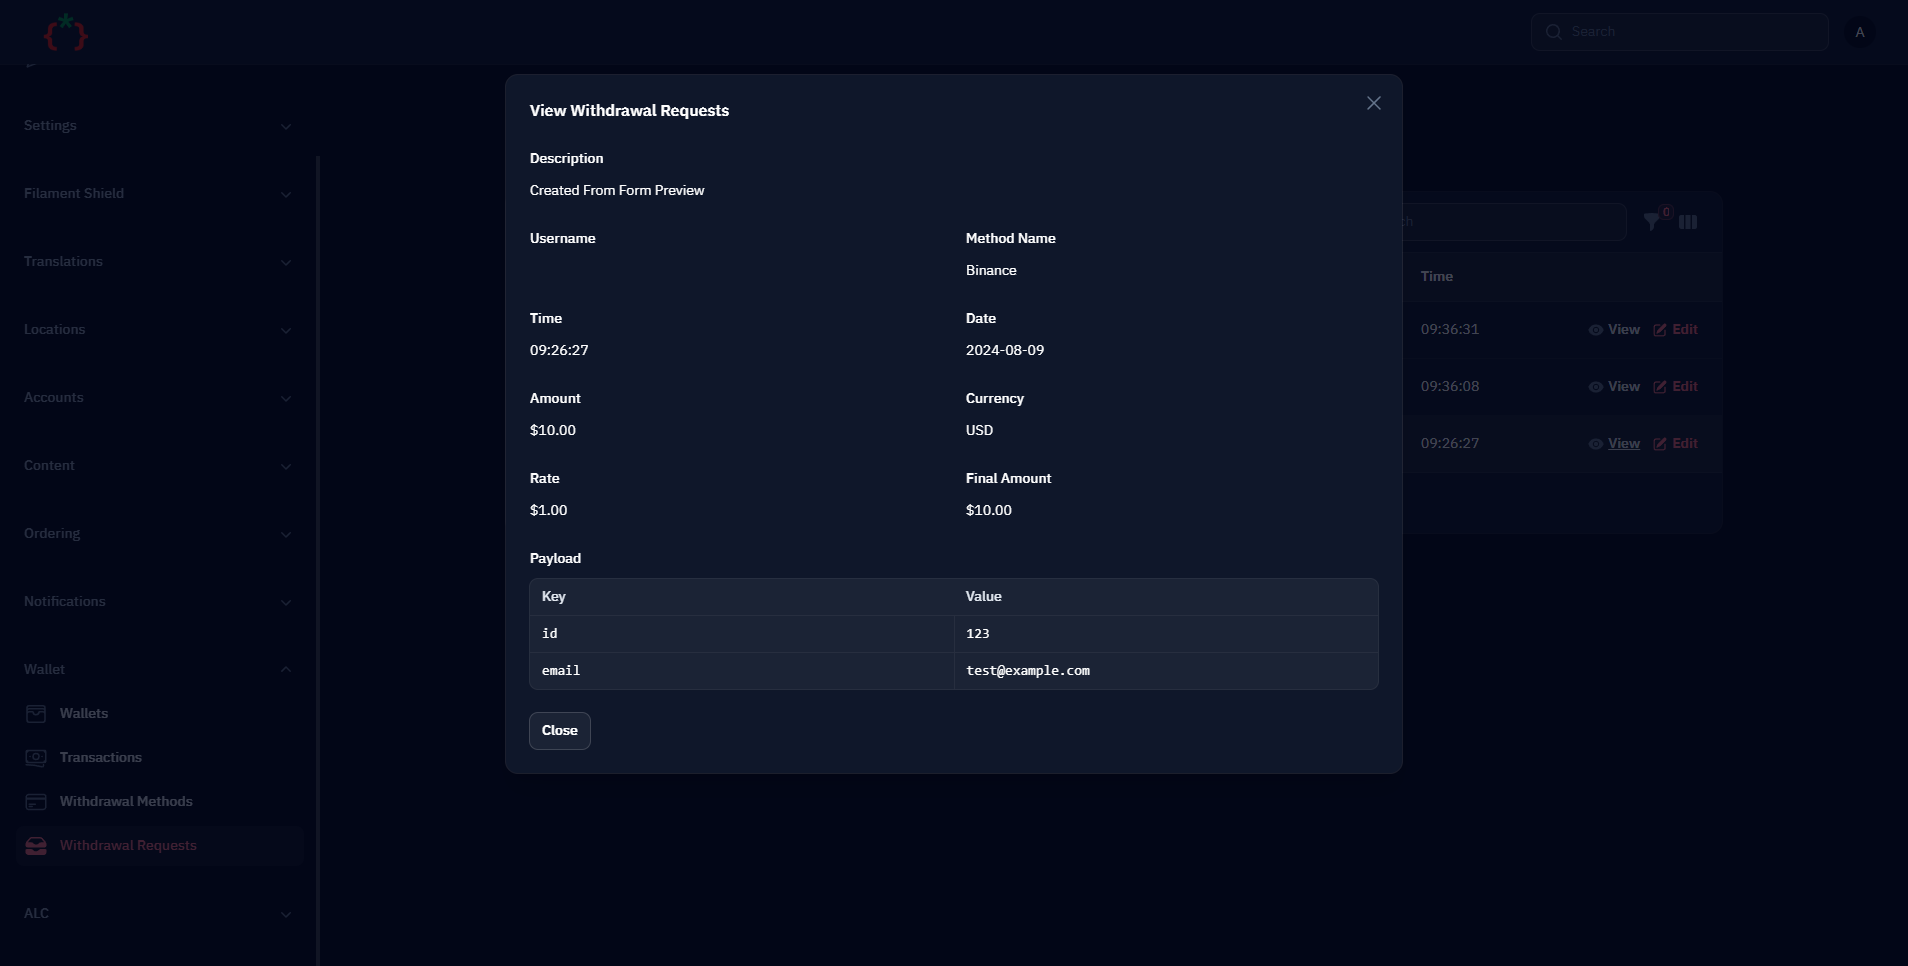 Search
A
Settings
Filament Shield
Translations
Locations
Accounts
Content
Ordering
Notifications
Wallet
Wallets
Transactions
Withdrawal Methods
Withdrawal Requests
ALC
View Withdrawal Requests
Description
Created From Form Preview
Username
Method Name
Binance
Time
Date
09:26:27
2024-08-09
Amount
Currency
$10.00
USD
Rate
Final Amount
$1.00
$10.00
Payload
Key Value
id 123
email test@example.com
Close
0
Time
09:36:31 View Edit
09:36:08 View Edit
09:26:27 View Edit